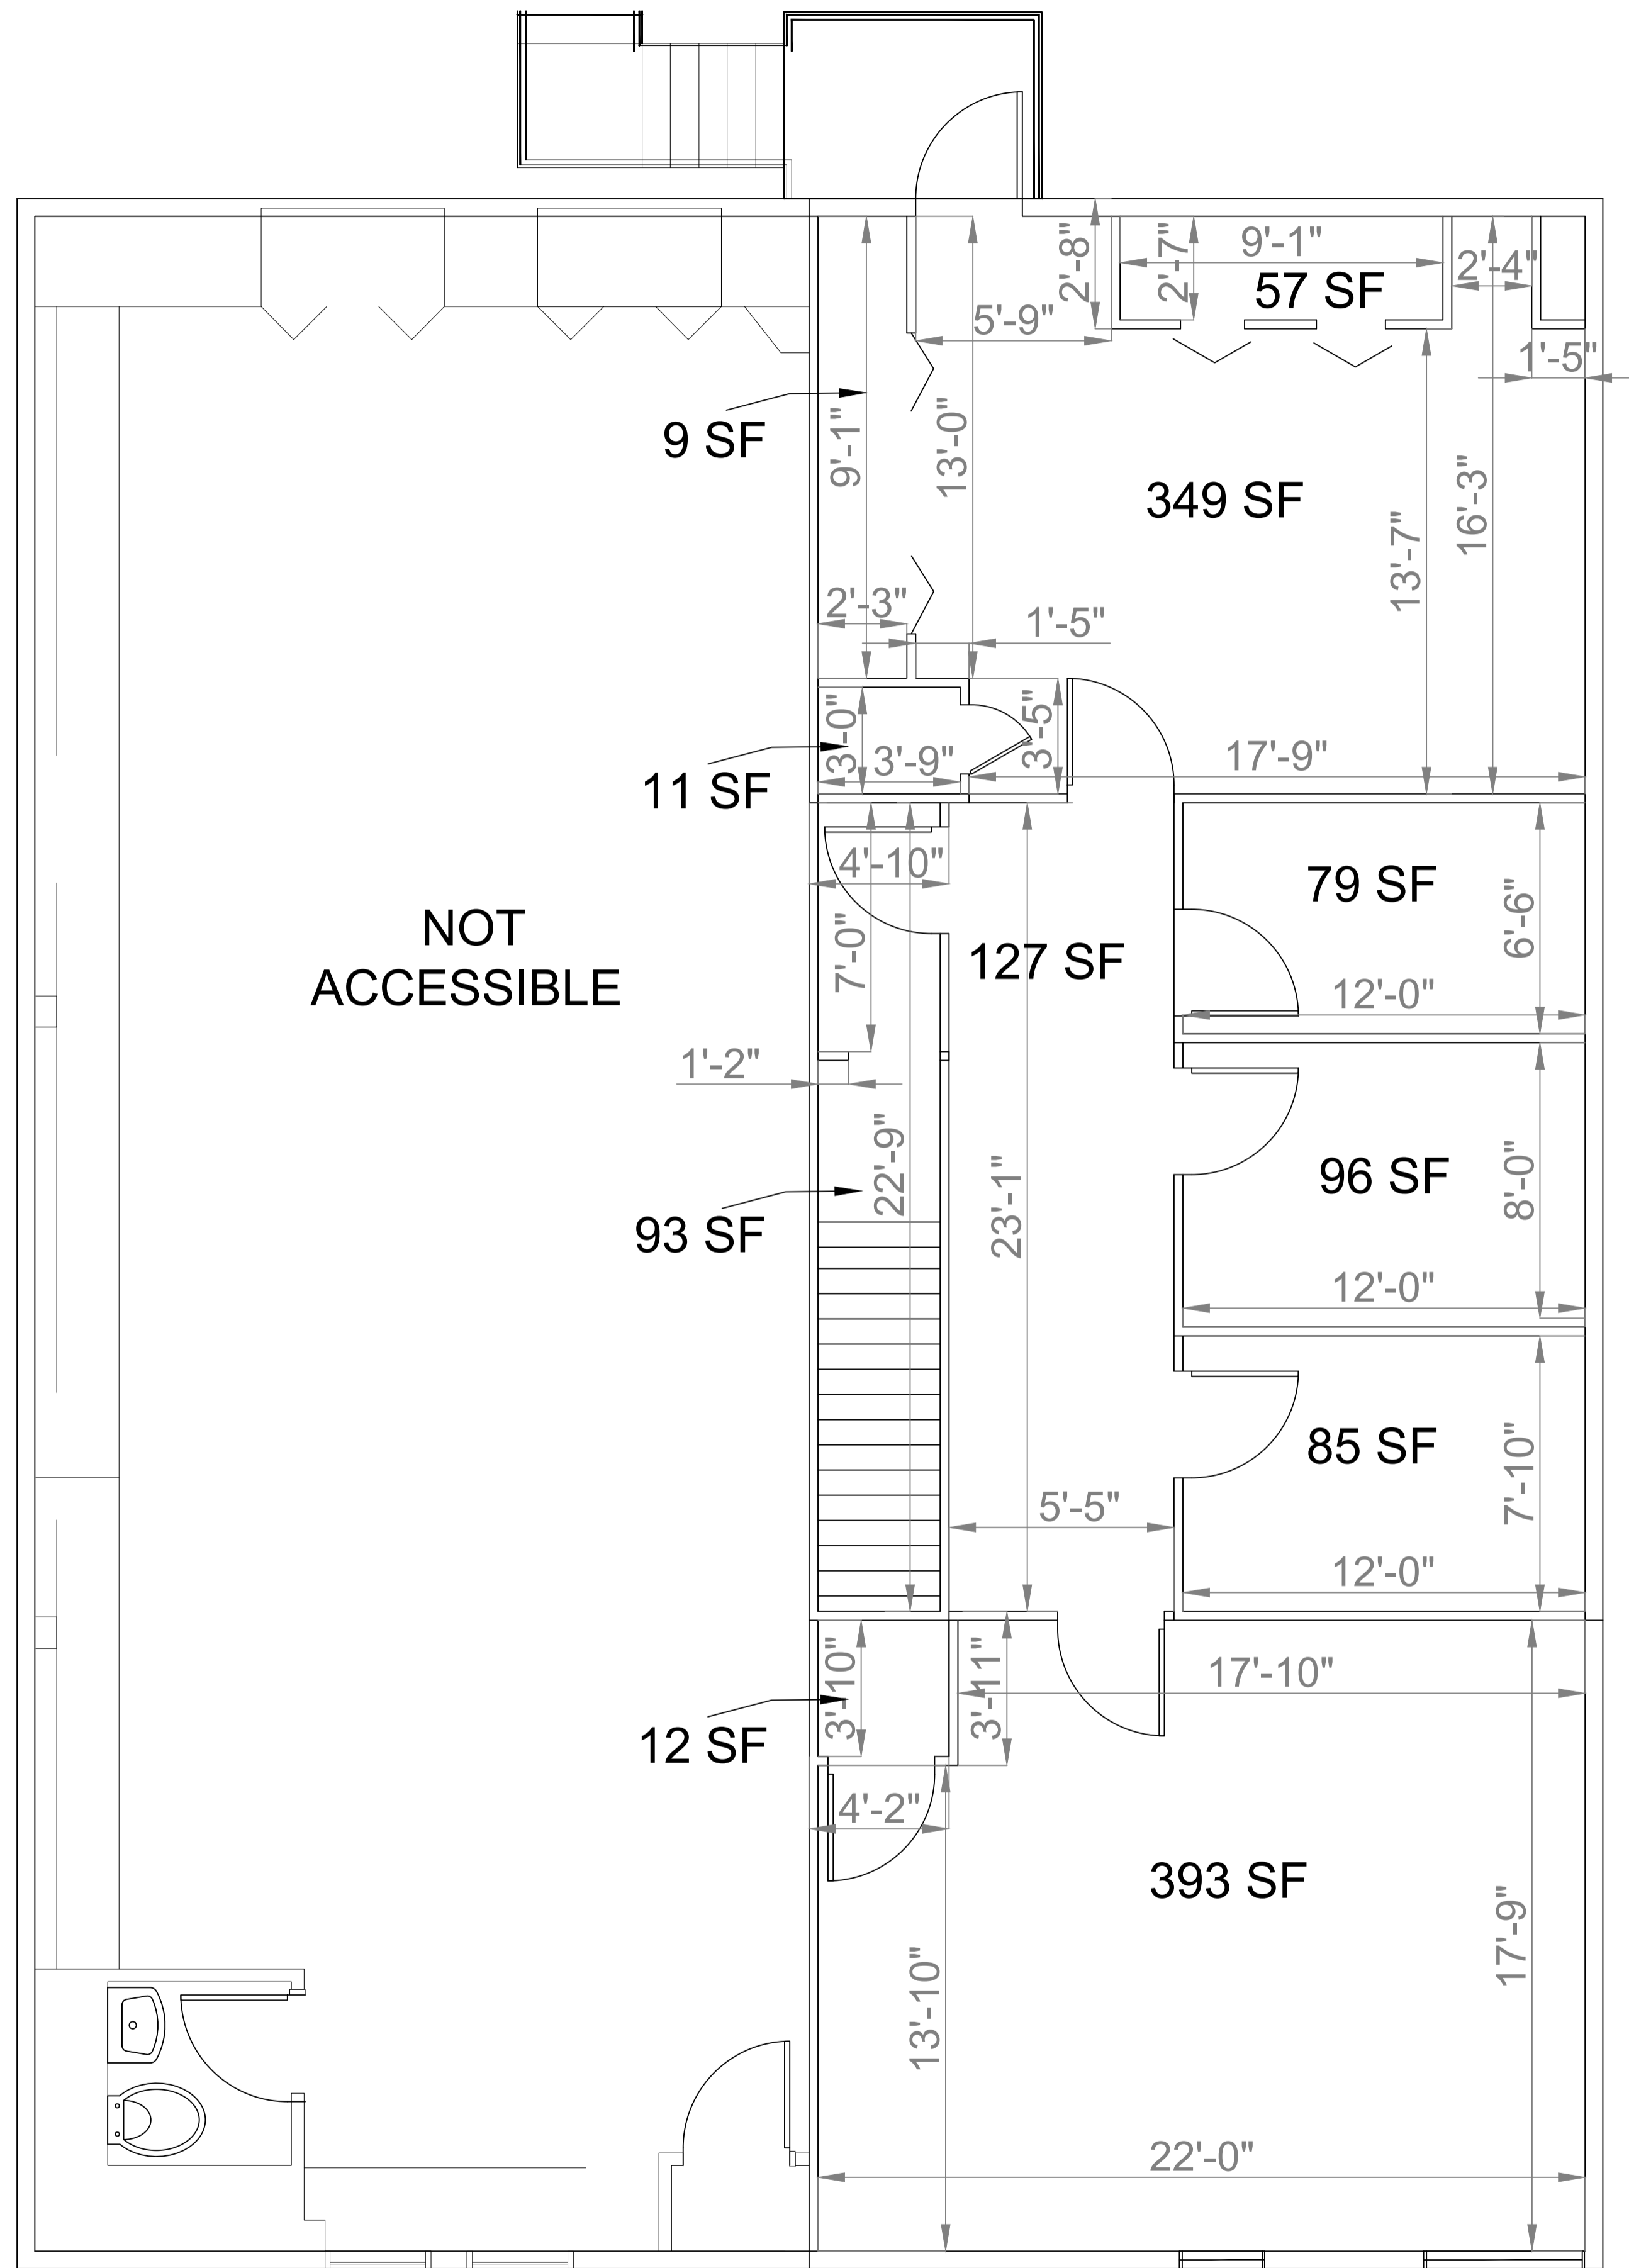 2'-8"
2'-7"
9'-1"
2'-4"
57 SF
5'-9"
1'-5"
9 SF
9'-1"
13'-0"
349 SF
13'-7"
16'-3"
2'-3"
1'-5"
3'-0"
3'-9"
3'-5"
17'-9"
11 SF
4'-10"
79 SF
6'-6"
NOT
ACCESSIBLE
7'-0"
127 SF
12'-0"
1'-2"
22'-9"
23'-1"
96 SF
8'-0"
93 SF
12'-0"
85 SF
7'-10"
5'-5"
12'-0"
3'-10"
3'-11"
17'-10"
12 SF
4'-2"
393 SF
13'-10"
17'-9"
22'-0"